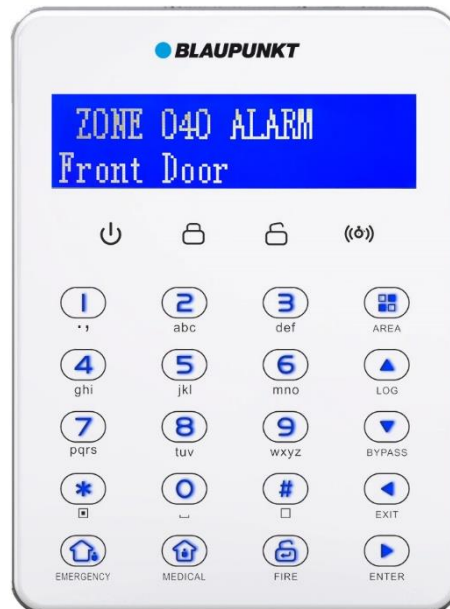 BLAUPUNKT
ZONE 040 ALARM
Front Door
1 2 3
., abc def AREA
4 5 6
ghi jkl mno LOG
7 8 9
pqrs tuv wxyz BYPASS
* 0 #
EXIT
EMERGENCY MEDICAL FIRE ENTER